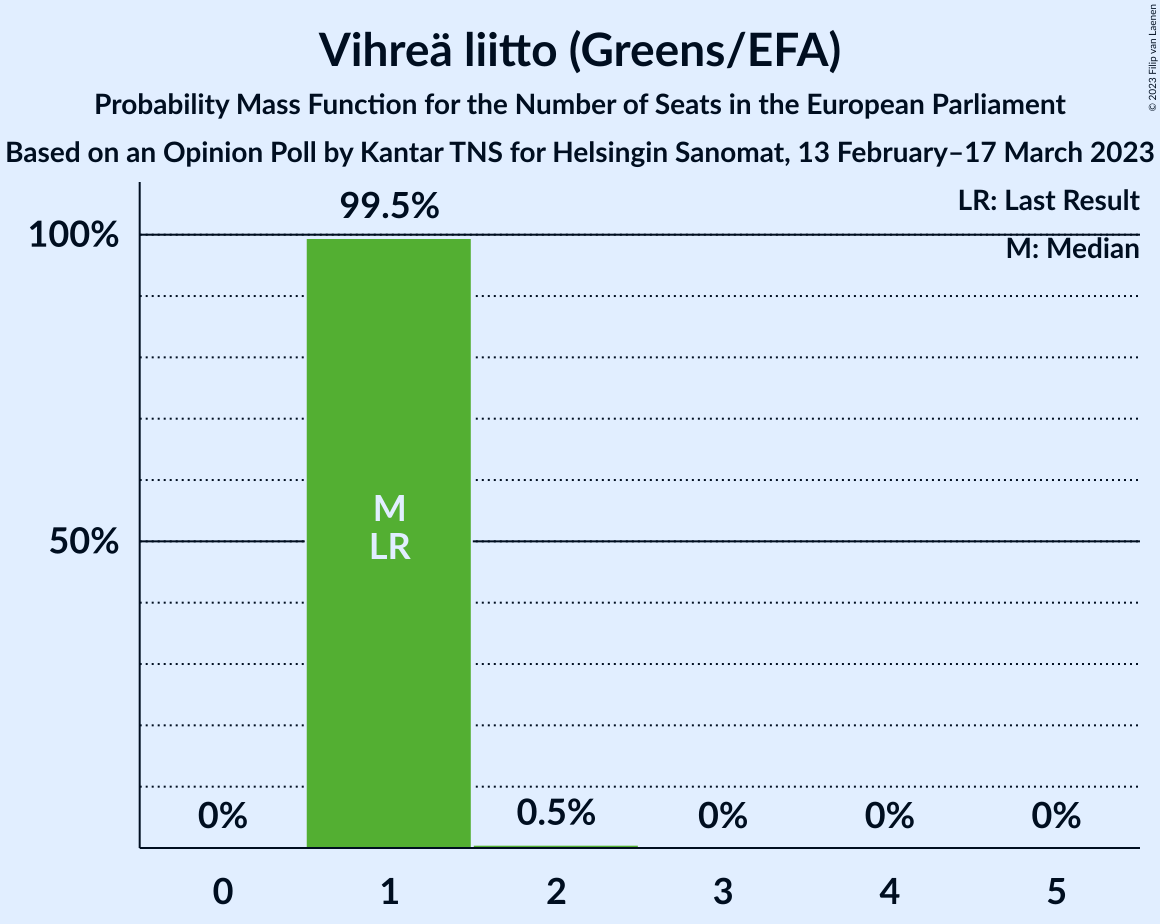 Vihreä liitto (Greens/EFA)
Probability Mass Function for the Number of Seats in the European Parliament
Based on an Opinion Poll by Kantar TNS for Helsingin Sanomat, 13 February–17 March 2023
© 2023 Filip van Laenen
LR: Last Result
M: Median
100%
50%
99.5%
M
LR
0%
0.5%
0%
0%
0%
0 1 2 3 4 5